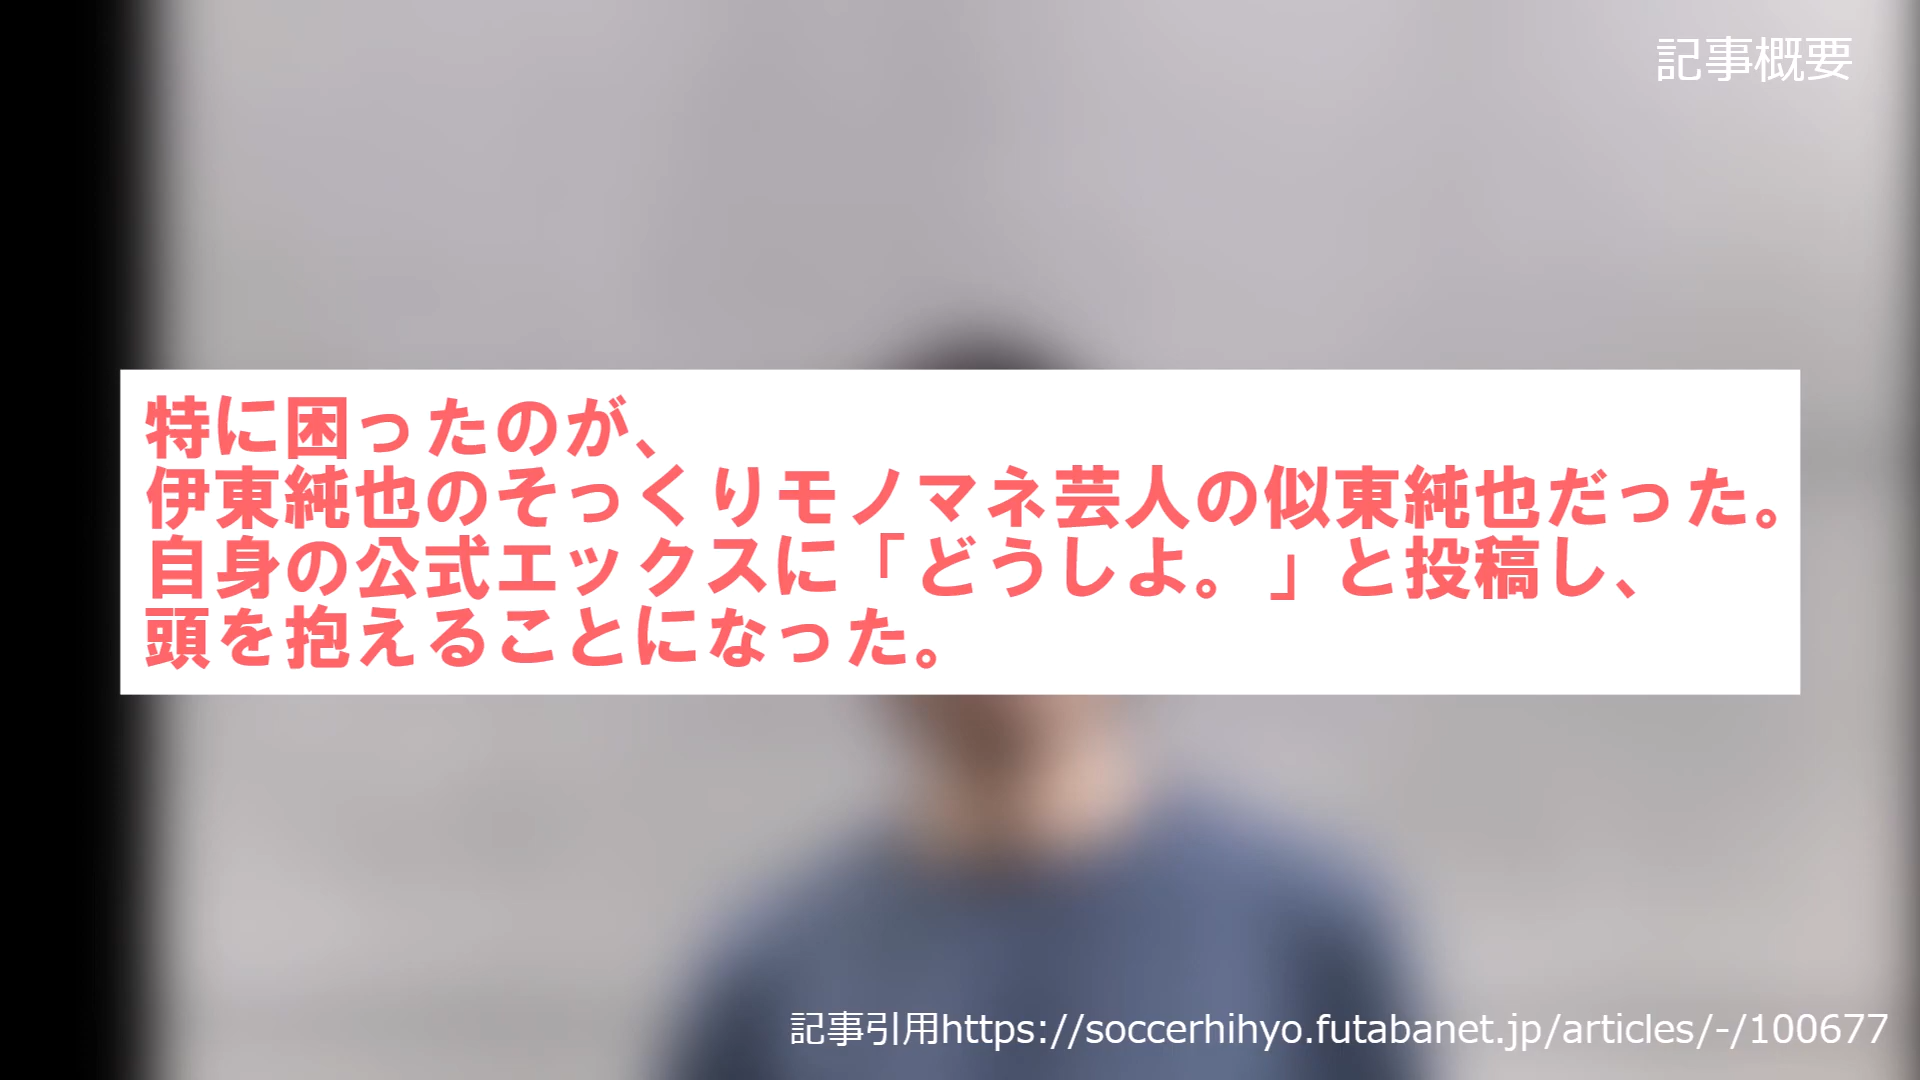 記事概要
特に困ったのが、
伊東純也のそっくりモノマネ芸人の似東純也だった。
自身の公式エックスに「どうしよ。」と投稿し、
頭を抱えることになった。
記事引用https://soccerhihyo.futabanet.jp/articles/-/100677